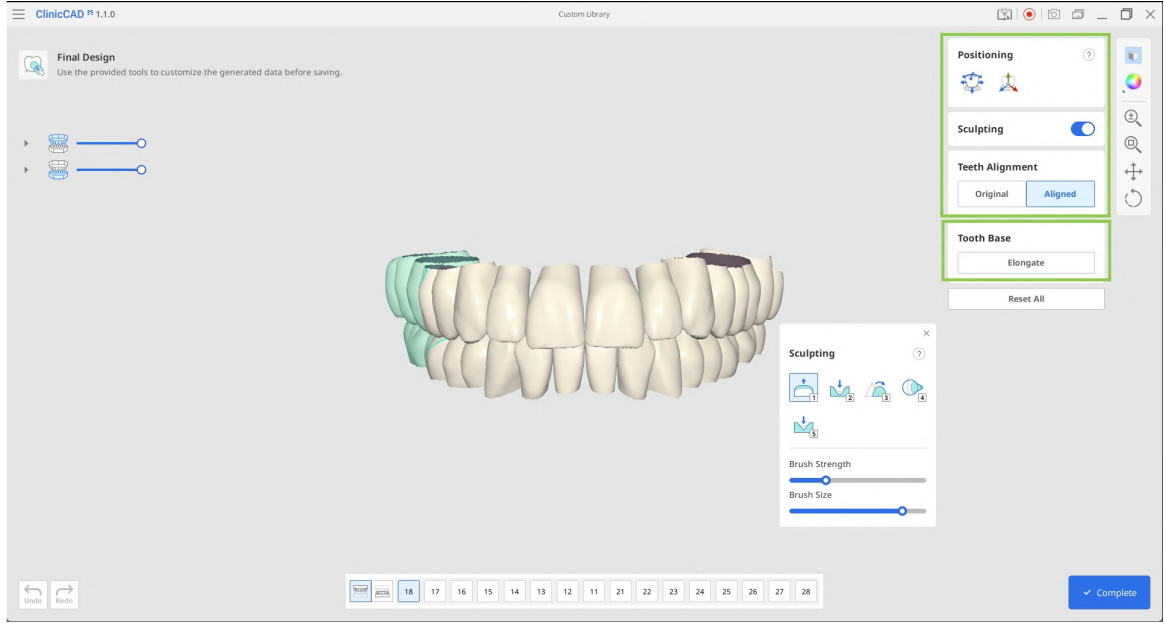 ClinicCAD 1.1.0
Custom Library
Final Design
Use the provided tools to customize the generated data before saving.
Positioning
?
Sculpting
Teeth Alignment
Original Aligned
Tooth Base
Elongate
Reset All
Sculpting
?
1 2 3 4
5
Brush Strength
Brush Size
Undo Redo
18 17 16 15 14 13 12 11 21 22 23 24 25 26 27 28
Complete